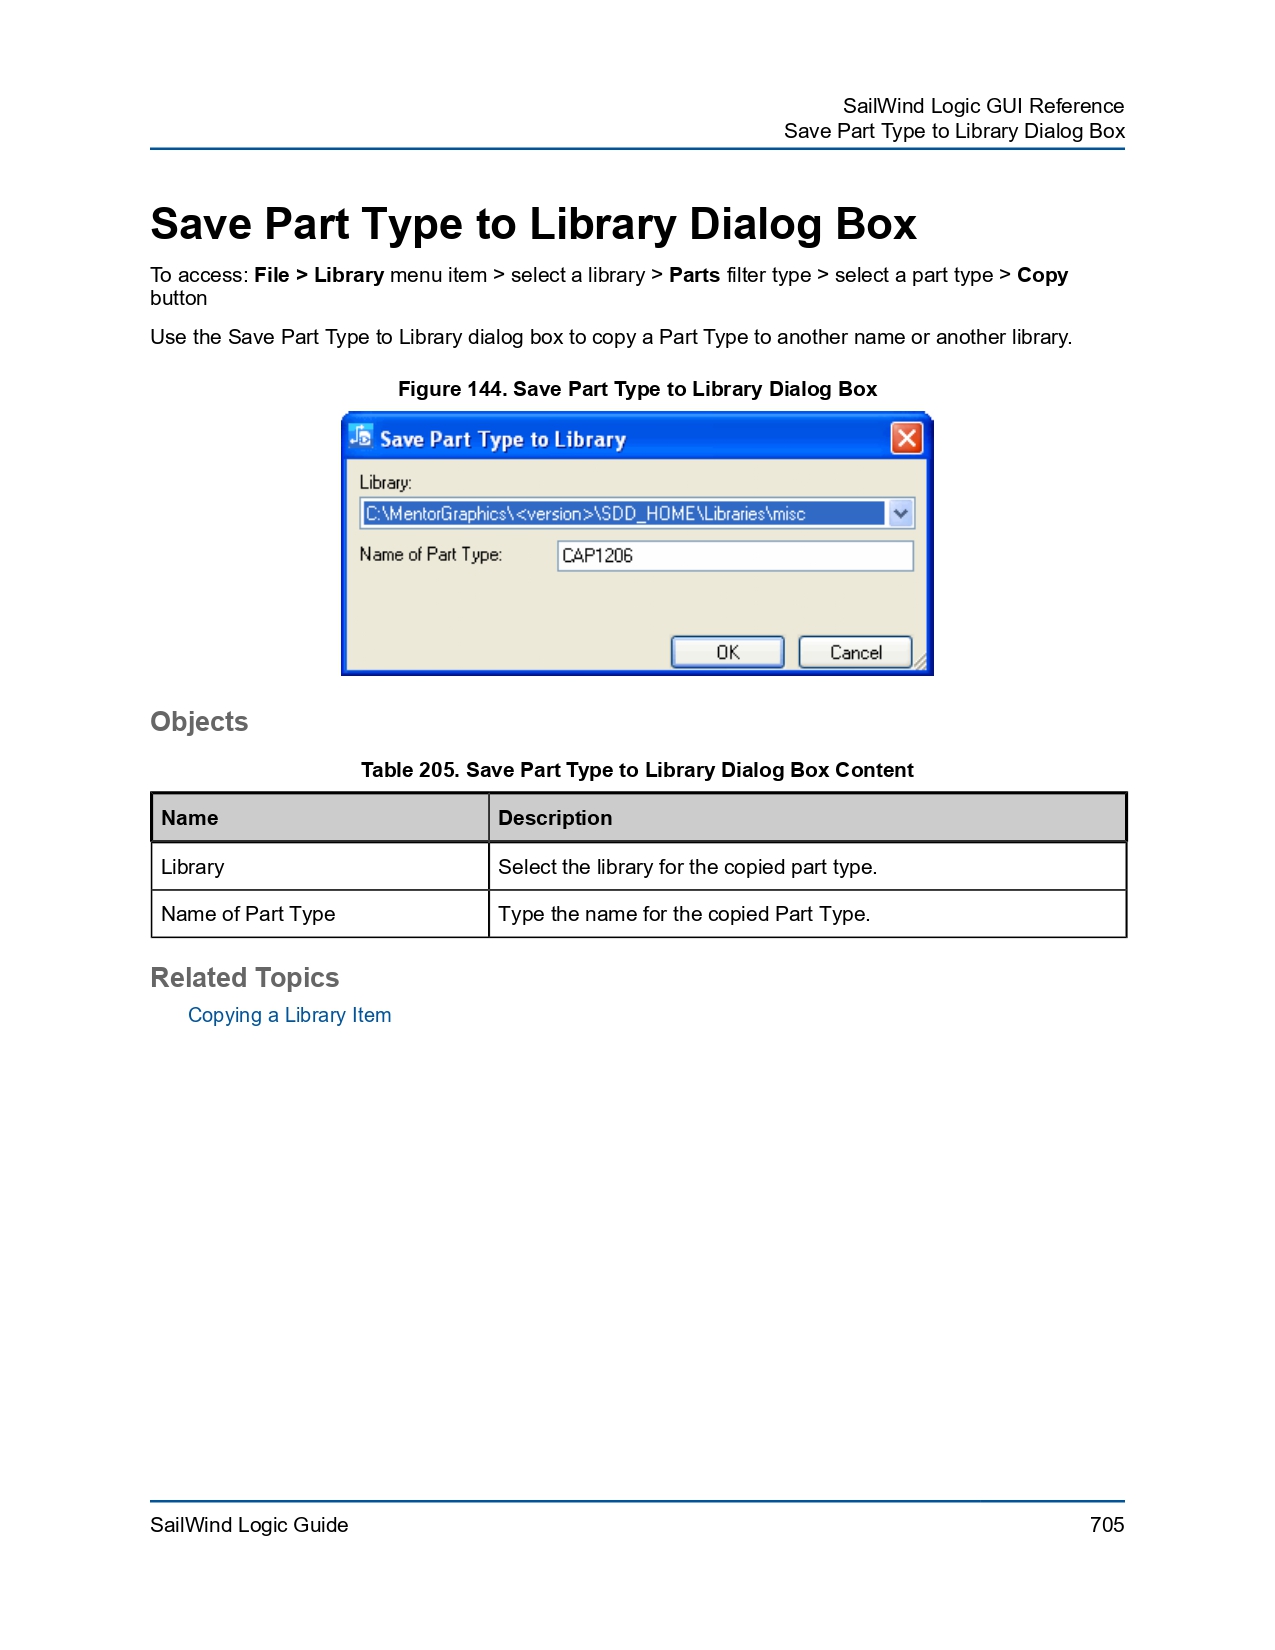 SailWind Logic GUI Reference
Save Part Type to Library Dialog Box
Save Part Type to Library Dialog Box
To access: File > Library menu item > select a library > Parts filter type > select a part type > Copy
button
Use the Save Part Type to Library dialog box to copy a Part Type to another name or another library.
Figure 144. Save Part Type to Library Dialog Box
Save Part Type to Library
Library:
C:\MentorGraphics\<version>\SDD_HOME\Libraries\misc
Name of Part Type: CAP1206
OK Cancel
Objects
Table 205. Save Part Type to Library Dialog Box Content
Name Description
Library Select the library for the copied part type.
Name of Part Type Type the name for the copied Part Type.
Related Topics
Copying a Library Item
SailWind Logic Guide 705